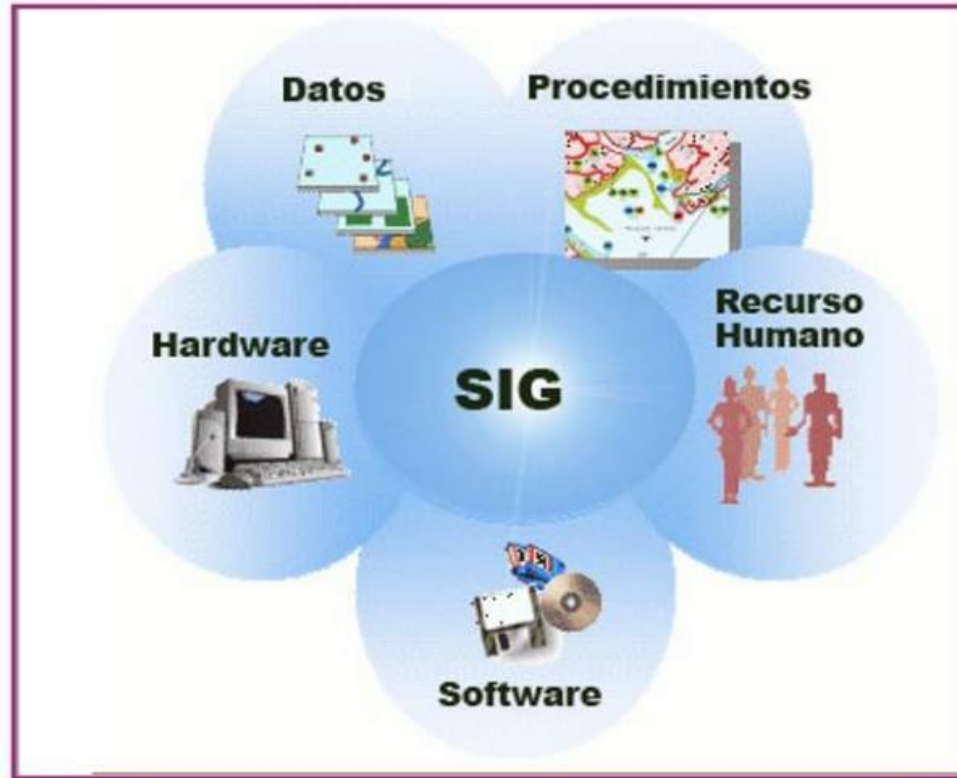 Datos
Procedimientos
Hardware
SIG
Recurso
Humano
Software